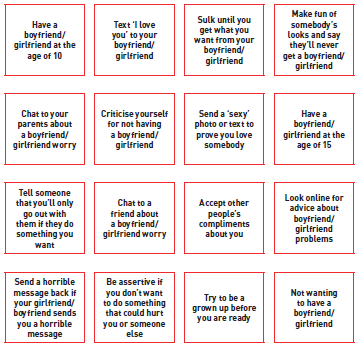 Have a
boyfriend/
girlfriend at the
age of 10
Text ‘I love
you’ to your
boyfriend/
girlfriend
Sulk until you
get what you
want from your
boyfriend/
girlfriend
Make fun of
somebody's
looks and say
they'll never
get a boyfriend/
girlfriend
Chat to your
parents about
a boyfriend/
girlfriend worry
Criticise yourself
for not having
a boyfriend/
girlfriend
Send a ‘sexy’
photo or text to
prove you love
somebody
Have a
boyfriend/
girlfriend at the
age of 15
Tell someone
that you'll only
go out with
them if they do
something you
want
Chat to a
friend about
a boyfriend/
girlfriend worry
Accept other
people's
compliments
about you
Look online for
advice about
boyfriend/
girlfriend
problems
Send a horrible
message back if
your girlfriend/
boyfriend sends
you a horrible
message
Be assertive if
you don't want
to do something
that could hurt
you or someone
else
Try to be a
grown up before
you are ready
Not wanting
to have a
boyfriend/
girlfriend